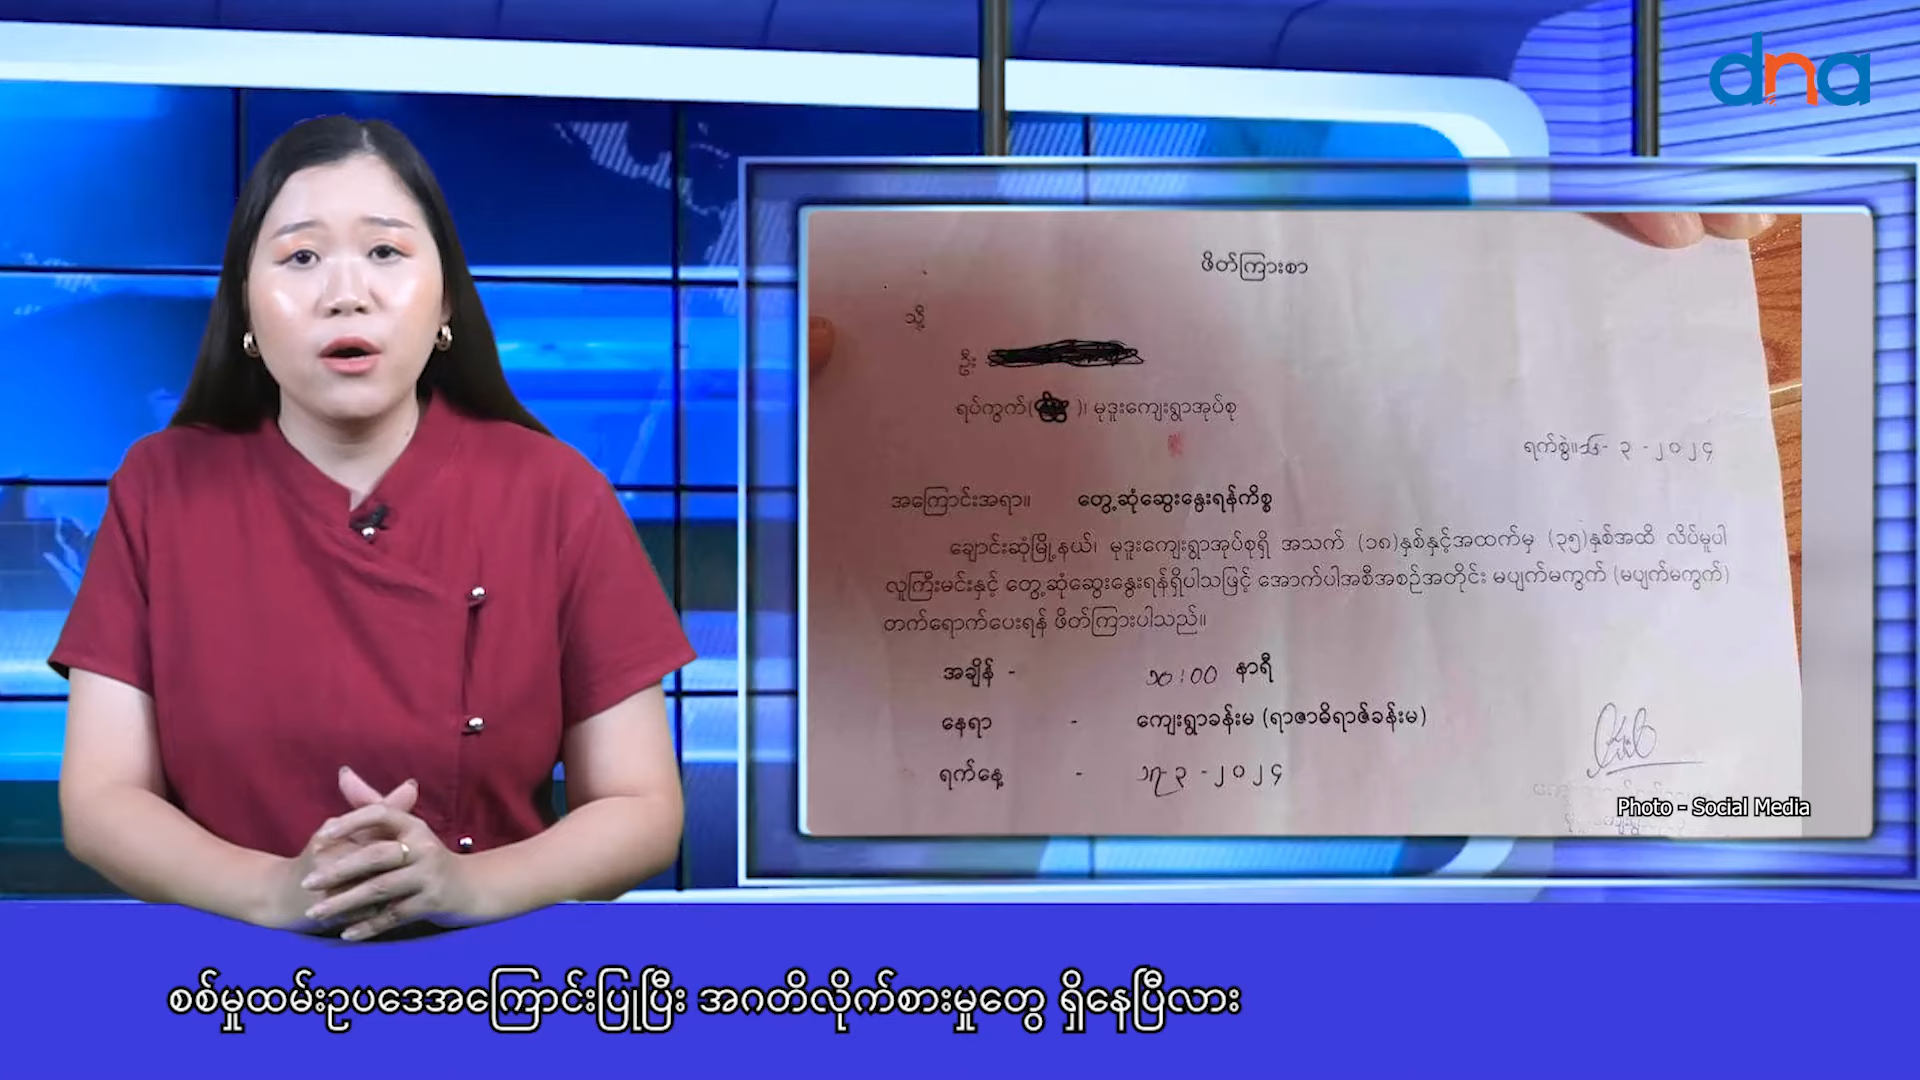 dna
ဖိတ်ကြားစာ
သို့
ဦး
ရပ်ကွက်( )၊ မုဒူးကျေးရွာအုပ်စု
ရက်စွဲ။ - ၃ - ၂၀၂၄
အကြောင်းအရာ။ တွေ့ဆုံဆွေးနွေးရန်ကိစ္စ
ချောင်းဆုံမြို့နယ်၊ မုဒူးကျေးရွာအုပ်စုရှိ အသက် (၁၈)နှစ်နှင့်အထက်မှ (၃၅)နှစ်အထိ လိပ်မူပါ
လူကြီးမင်းနှင့် တွေ့ဆုံဆွေးနွေးရန်ရှိပါသဖြင့် အောက်ပါအစီအစဉ်အတိုင်း မပျက်မကွက် (မပျက်မကွက်)
တက်ရောက်ပေးရန် ဖိတ်ကြားပါသည်။
အချိန် - ၁၀:၀၀ နာရီ
နေရာ - ကျေးရွာခန်းမ (ရာဇာဓိရာဇ်ခန်းမ)
ရက်နေ့ - ၁၇-၃ - ၂၀၂၄
Photo - Social Media
စစ်မှုထမ်းဥပဒေအကြောင်းပြုပြီး အဂတိလိုက်စားမှုတွေ ရှိနေပြီလား